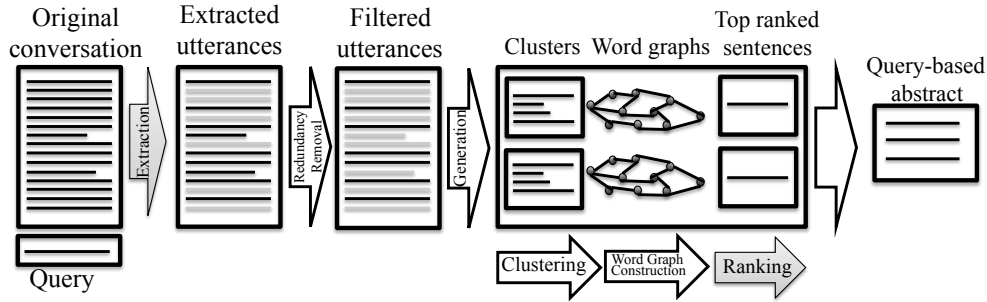 Original
conversation
Extraction
Extracted
utterances
Redundancy
Removal
Filtered
utterances
Generation
Clusters
Word graphs
Top ranked
sentences
Query-based
abstract
Query
Clustering
Word Graph
Construction
Ranking